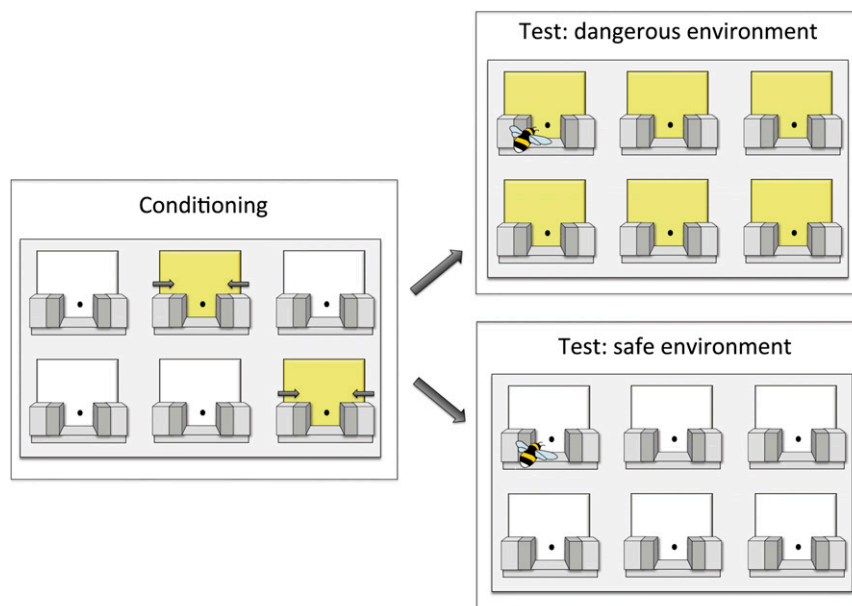 Test: dangerous environment
Conditioning
Test: safe environment